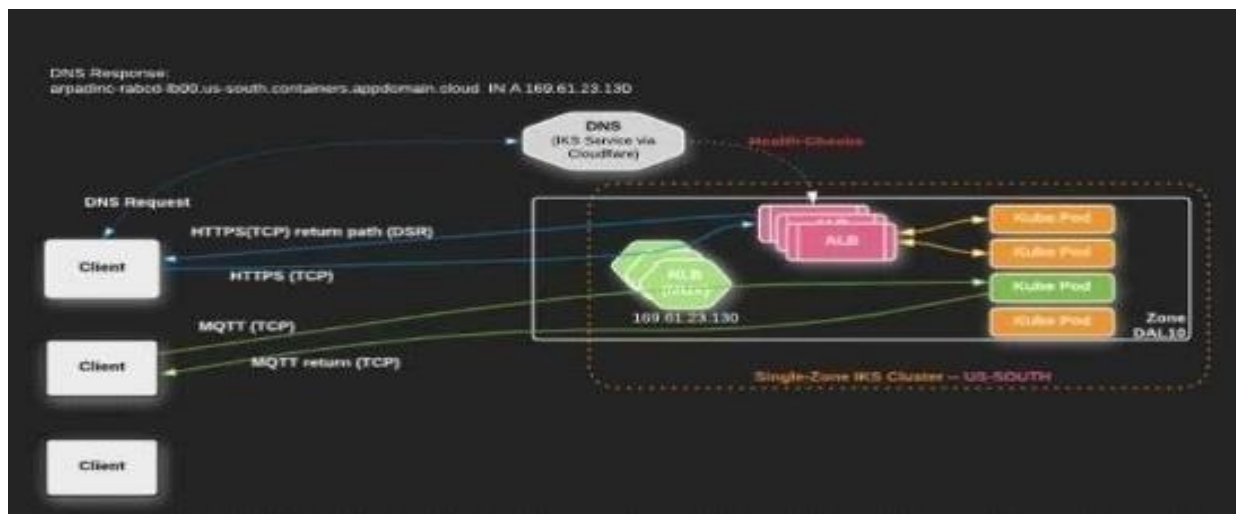 DNS Response:
arpadinc-rabcd-lb00.us-south.containers.appdomain.cloud IN A 169.61.23.130
DNS
(IKS Service via
Cloudflare)
Health Checks
DNS Request
HTTPS(TCP) return path (DSR)
Client
HTTPS (TCP)
ALB
ALB
Kube Pod
Kube Pod
NLB
Kube Pod
169.61.23.130
Kube Pod
Zone
DAL10
MQTT (TCP)
MQTT return (TCP)
Client
Single-Zone IKS Cluster – US-SOUTH
Client